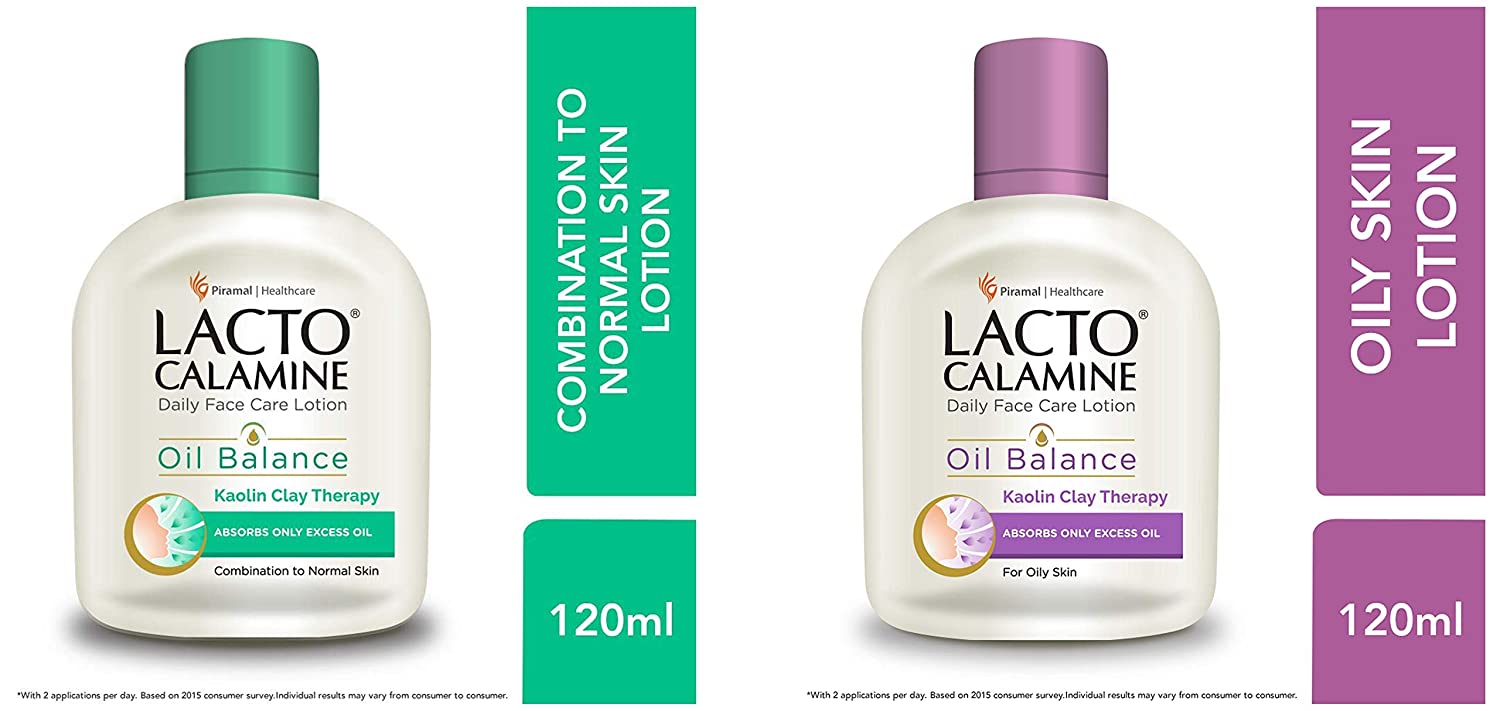 Piramal | Healthcare
LACTO®
CALAMINE
Daily Face Care Lotion
Oil Balance
Kaolin Clay Therapy
ABSORBS ONLY EXCESS OIL
Combination to Normal Skin
*With 2 applications per day. Based on 2015 consumer survey.Individual results may vary from consumer to consumer.
COMBINATION TO
NORMAL SKIN
LOTION
120ml
Piramal | Healthcare
LACTO®
CALAMINE
Daily Face Care Lotion
Oil Balance
Kaolin Clay Therapy
ABSORBS ONLY EXCESS OIL
For Oily Skin
*With 2 applications per day. Based on 2015 consumer survey.Individual results may vary from consumer to consumer.
OILY SKIN
LOTION
120ml